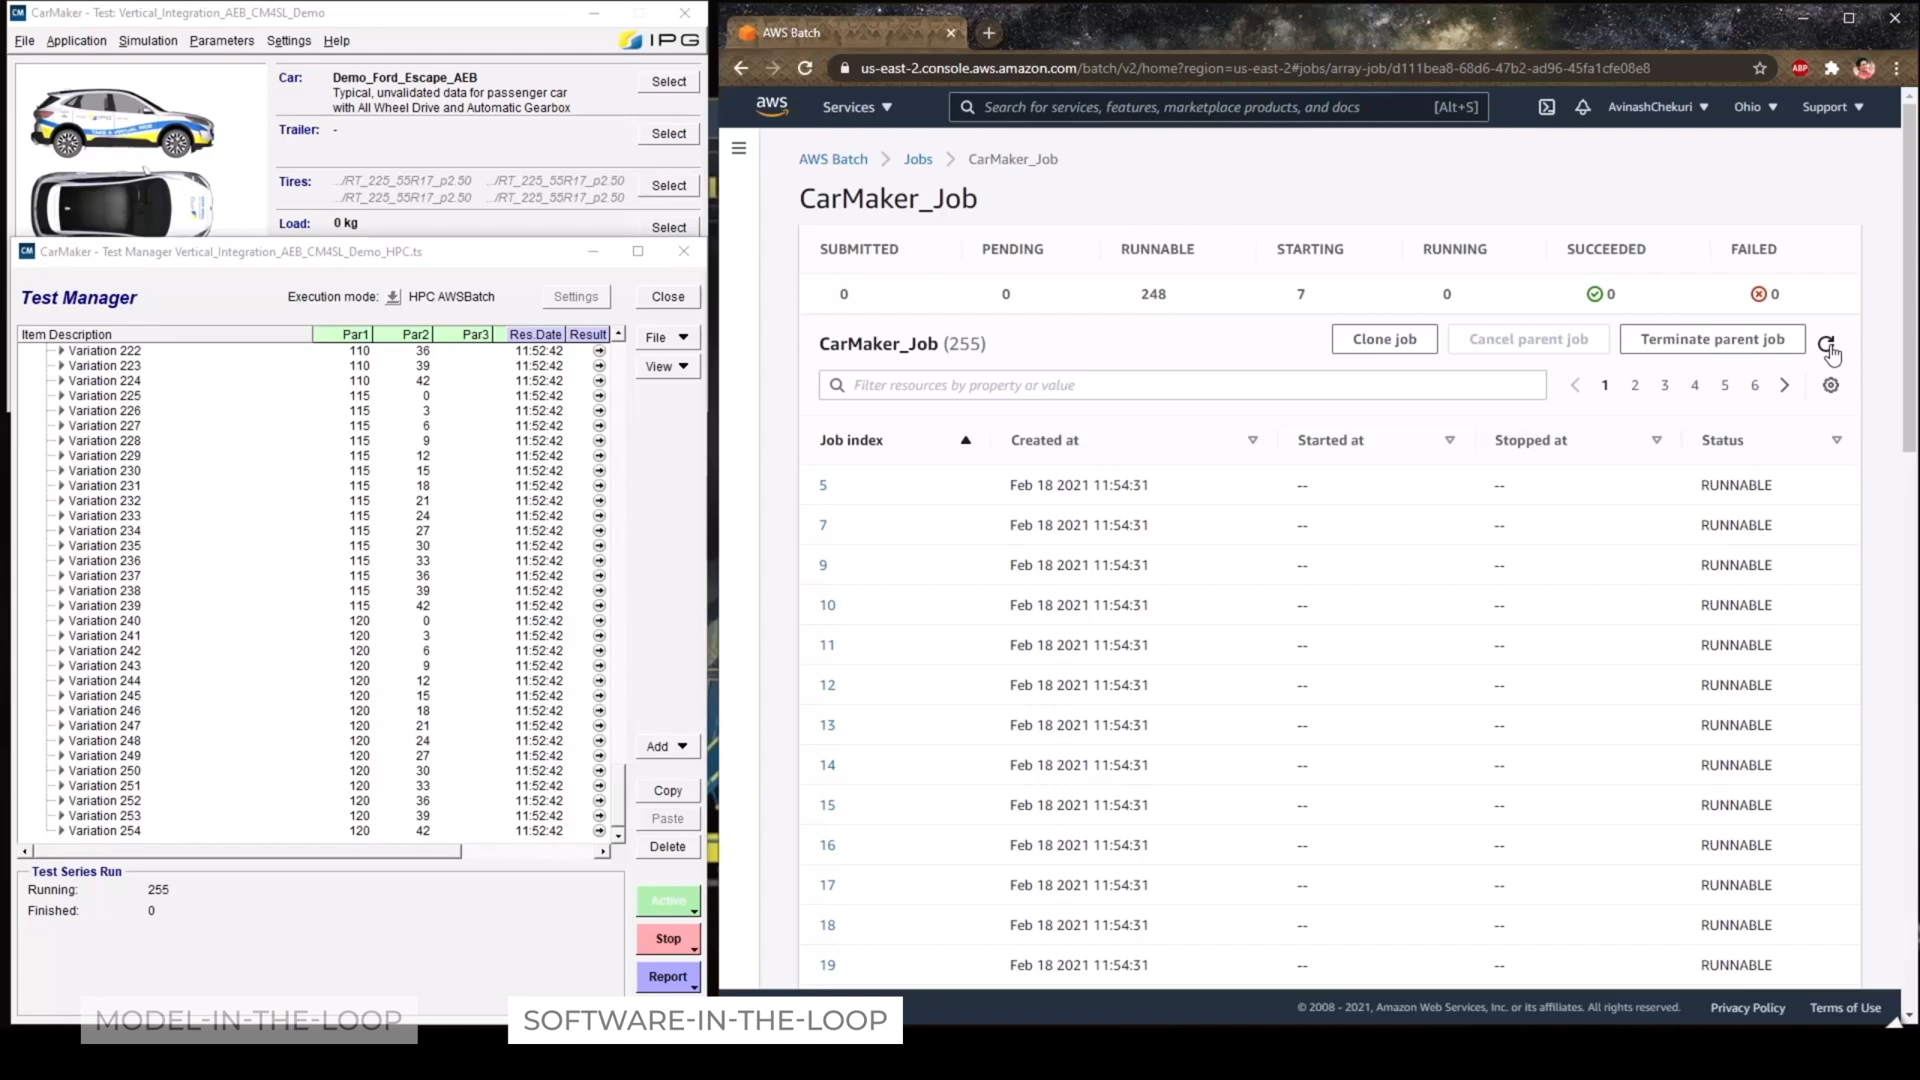 CarMaker - Test: Vertical_Integration_AEB_CM4SL_Demo
File Application Simulation Parameters Settings Help
IPG
Car: Demo_Ford_Escape_AEB Select
Typical, unvalidated data for passenger car
with All Wheel Drive and Automatic Gearbox
Trailer: - Select
Tires: .../RT_225_55R17_p2.50 .../RT_225_55R17_p2.50 Select
.../RT_225_55R17_p2.50 .../RT_225_55R17_p2.50
Load: 0 kg Select
CarMaker - Test Manager Vertical_Integration_AEB_CM4SL_Demo_HPC.ts
Test Manager Execution mode: HPC AWSBatch Settings Close
Item Description Par1 Par2 Par3 Res.Date Result File
Variation 222 110 36 11:52:42
Variation 223 110 39 11:52:42 View
Variation 224 110 42 11:52:42
Variation 225 115 0 11:52:42
Variation 226 115 3 11:52:42
Variation 227 115 6 11:52:42
Variation 228 115 9 11:52:42
Variation 229 115 12 11:52:42
Variation 230 115 15 11:52:42
Variation 231 115 18 11:52:42
Variation 232 115 21 11:52:42
Variation 233 115 24 11:52:42
Variation 234 115 27 11:52:42
Variation 235 115 30 11:52:42
Variation 236 115 33 11:52:42
Variation 237 115 36 11:52:42
Variation 238 115 39 11:52:42
Variation 239 115 42 11:52:42
Variation 240 120 0 11:52:42
Variation 241 120 3 11:52:42
Variation 242 120 6 11:52:42
Variation 243 120 9 11:52:42
Variation 244 120 12 11:52:42
Variation 245 120 15 11:52:42
Variation 246 120 18 11:52:42
Variation 247 120 21 11:52:42
Variation 248 120 24 11:52:42 Add
Variation 249 120 27 11:52:42
Variation 250 120 30 11:52:42
Variation 251 120 33 11:52:42 Copy
Variation 252 120 36 11:52:42
Variation 253 120 39 11:52:42 Paste
Variation 254 120 42 11:52:42
Delete
Test Series Run
Running: 255
Finished: 0
Active
Stop
Report
AWS Batch
us-east-2.console.aws.amazon.com/batch/v2/home?region=us-east-2#jobs/array-job/d111bea8-68d6-47b2-ad96-45fa1cfe08e8 ABP
aws Services Search for services, features, marketplace products, and docs [Alt+S] AvinashChekuri Ohio Support
AWS Batch Jobs CarMaker_Job
CarMaker_Job
SUBMITTED PENDING RUNNABLE STARTING RUNNING SUCCEEDED FAILED
0 0 248 7 0 0 0
CarMaker_Job (255) Clone job Cancel parent job Terminate parent job
Filter resources by property or value 1 2 3 4 5 6
Job index Created at Started at Stopped at Status
5 Feb 18 2021 11:54:31 -- -- RUNNABLE
7 Feb 18 2021 11:54:31 -- -- RUNNABLE
9 Feb 18 2021 11:54:31 -- -- RUNNABLE
10 Feb 18 2021 11:54:31 -- -- RUNNABLE
11 Feb 18 2021 11:54:31 -- -- RUNNABLE
12 Feb 18 2021 11:54:31 -- -- RUNNABLE
13 Feb 18 2021 11:54:31 -- -- RUNNABLE
14 Feb 18 2021 11:54:31 -- -- RUNNABLE
15 Feb 18 2021 11:54:31 -- -- RUNNABLE
16 Feb 18 2021 11:54:31 -- -- RUNNABLE
17 Feb 18 2021 11:54:31 -- -- RUNNABLE
18 Feb 18 2021 11:54:31 -- -- RUNNABLE
19 Feb 18 2021 11:54:31 -- -- RUNNABLE
© 2008 - 2021, Amazon Web Services, Inc. or its affiliates. All rights reserved. Privacy Policy Terms of Use
MODEL-IN-THE-LOOP SOFTWARE-IN-THE-LOOP